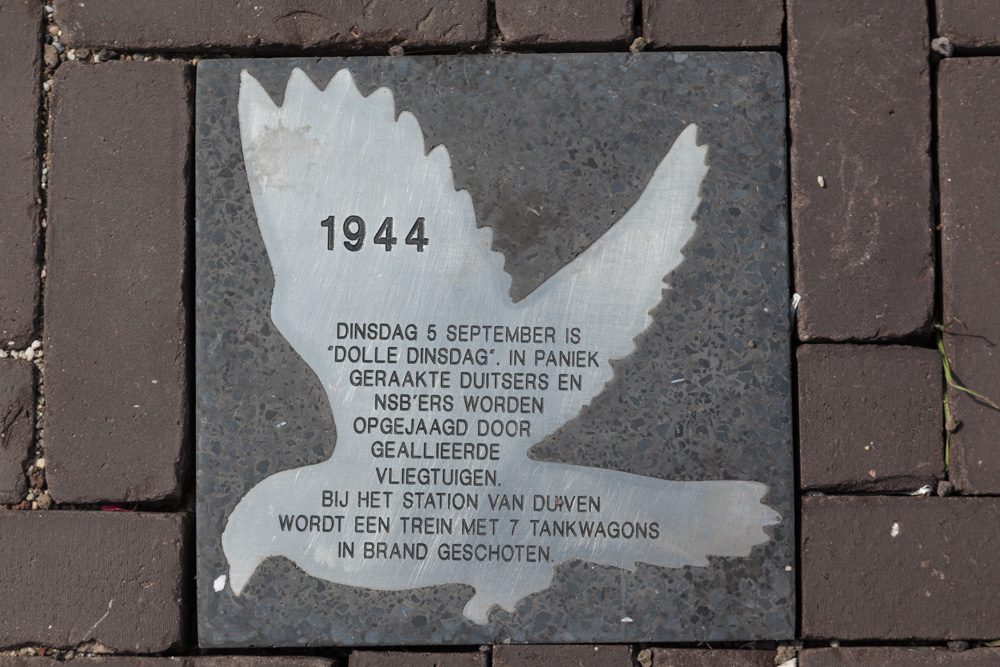 1944
DINSDAG 5 SEPTEMBER IS
"DOLLE DINSDAG". IN PANIEK
GERAAKTE DUITSERS EN
NSB'ERS WORDEN
OPGEJAAGD DOOR
GEALLIEERDE
VLIEGTUIGEN.
BIJ HET STATION VAN DUIVEN
WORDT EEN TREIN MET 7 TANKWAGONS
IN BRAND GESCHOTEN.